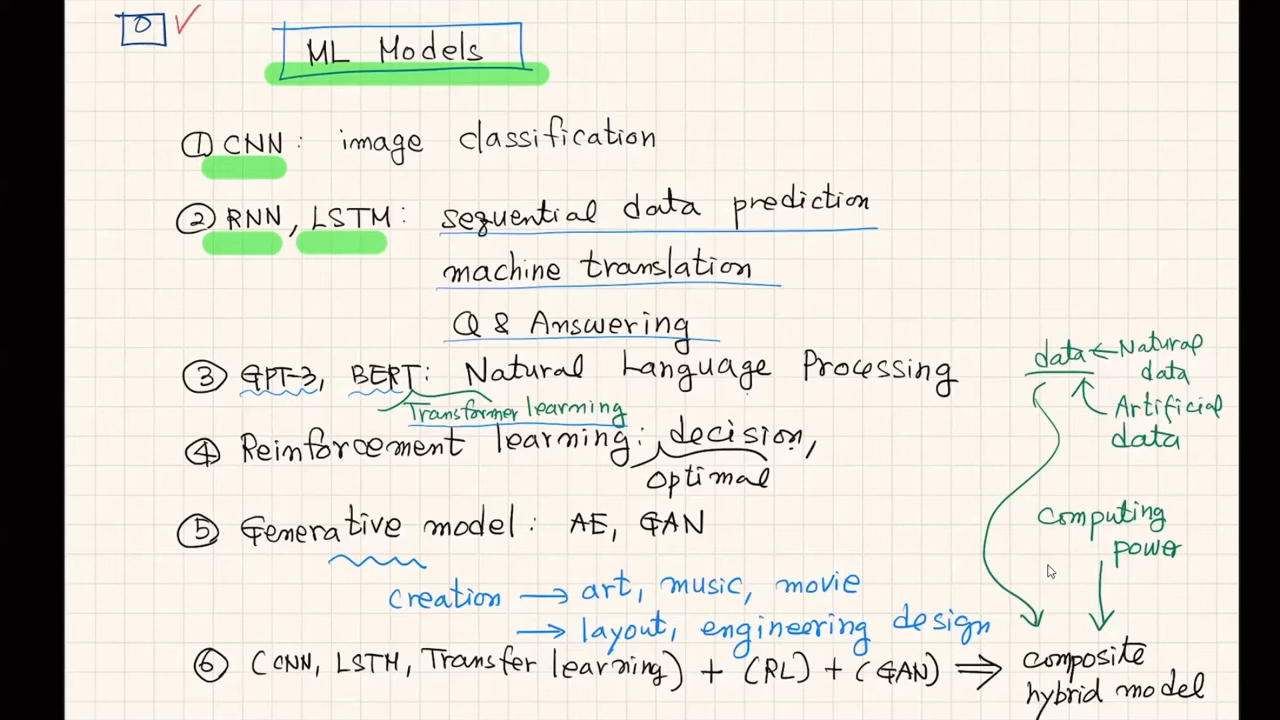 0
ML Models
① CNN: image classification
② RNN, LSTM: sequential data prediction
machine translation
Q & Answering
③ GPT-3, BERT: Natural Language Processing
Transformer learning
④ Reinforcement learning: decision,
optimal
⑤ Generative model: AE, GAN
creation → art, music, movie
→ layout, engineering design
⑥ (CNN, LSTM, Transfer learning) + (RL) + (GAN) ⇒ composite
hybrid model
data ← Natural
data
Artificial
data
computing
power